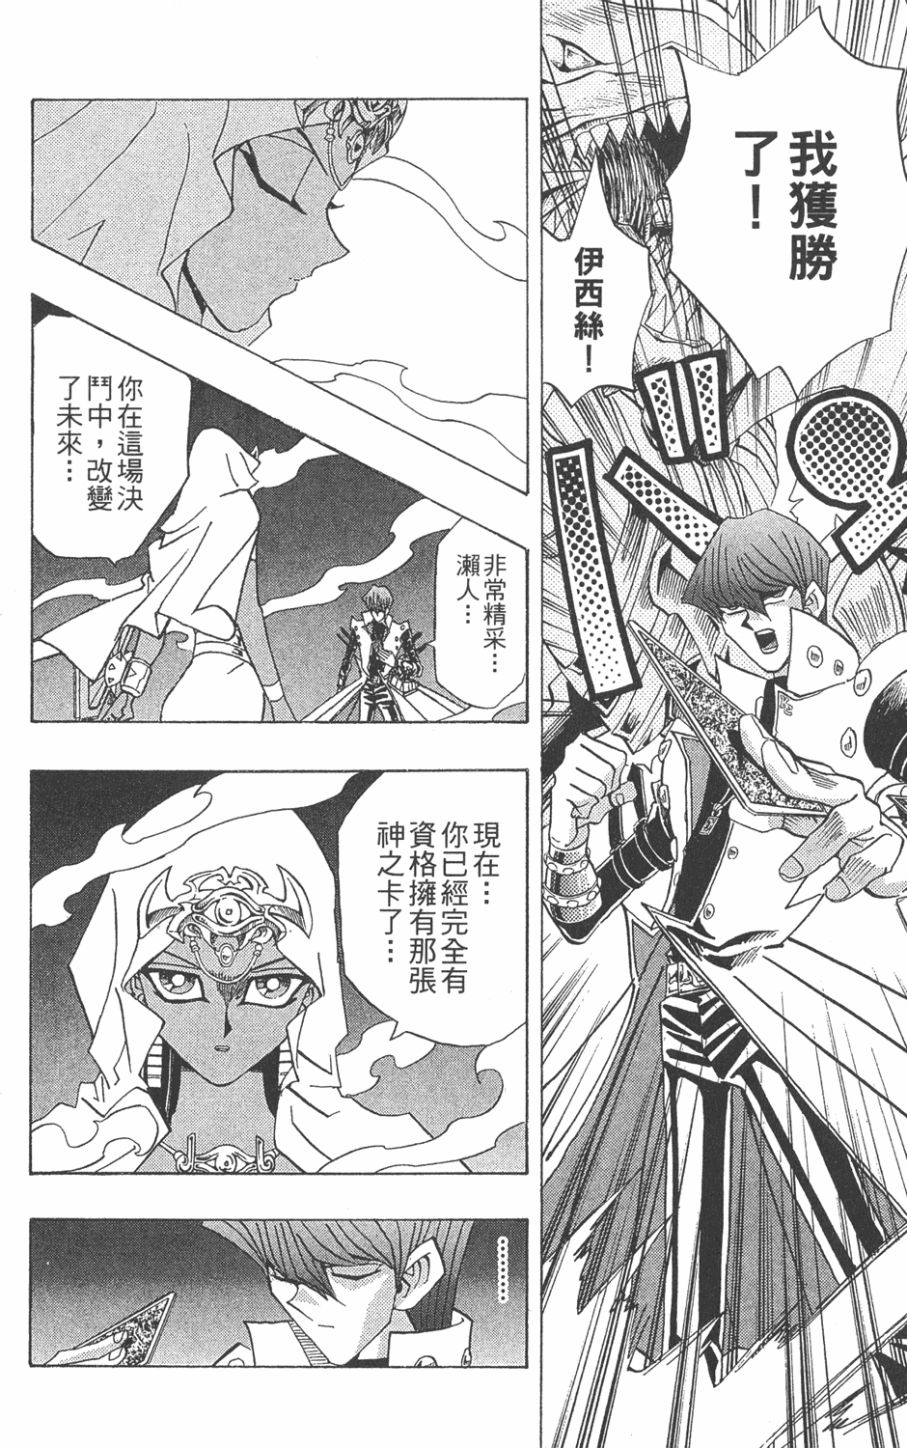 我獲勝
了！
伊西絲！
非常精采…
瀨人…
你在這場決
鬥中，改變
了未來…
現在…
你已經完全有
資格擁有那張
神之卡了…
………